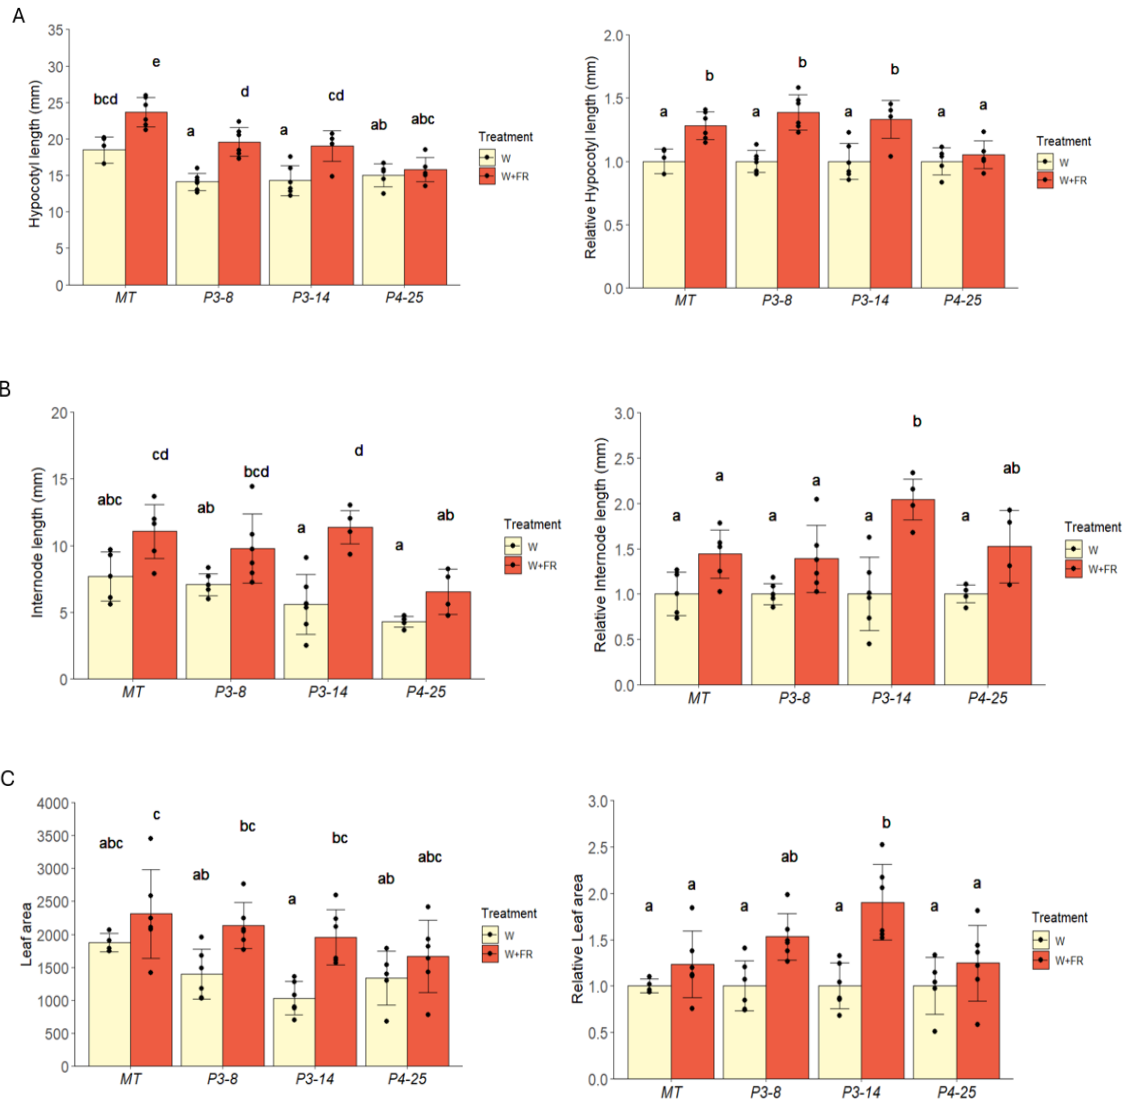 A
Hypocotyl length (mm)
35
30
25
20
15
10
5
0
bcd
e
a
d
a
cd
ab
abc
MT
P3-8
P3-14
P4-25
Treatment
W
W+FR
Relative Hypocotyl length (mm)
2.0
1.5
1.0
0.5
0.0
a
b
a
b
a
b
a
a
MT
P3-8
P3-14
P4-25
Treatment
W
W+FR
B
Internode length (mm)
20
15
10
5
0
abc
cd
ab
bcd
a
d
a
ab
MT
P3-8
P3-14
P4-25
Treatment
W
W+FR
Relative Internode length (mm)
3.0
2.5
2.0
1.5
1.0
0.5
0.0
a
a
a
a
a
b
a
ab
MT
P3-8
P3-14
P4-25
Treatment
W
W+FR
C
Leaf area
4000
3500
3000
2500
2000
1500
1000
500
0
abc
c
ab
bc
a
bc
ab
abc
MT
P3-8
P3-14
P4-25
Treatment
W
W+FR
Relative Leaf area
3.0
2.5
2.0
1.5
1.0
0.5
0.0
a
a
a
ab
a
b
a
a
MT
P3-8
P3-14
P4-25
Treatment
W
W+FR